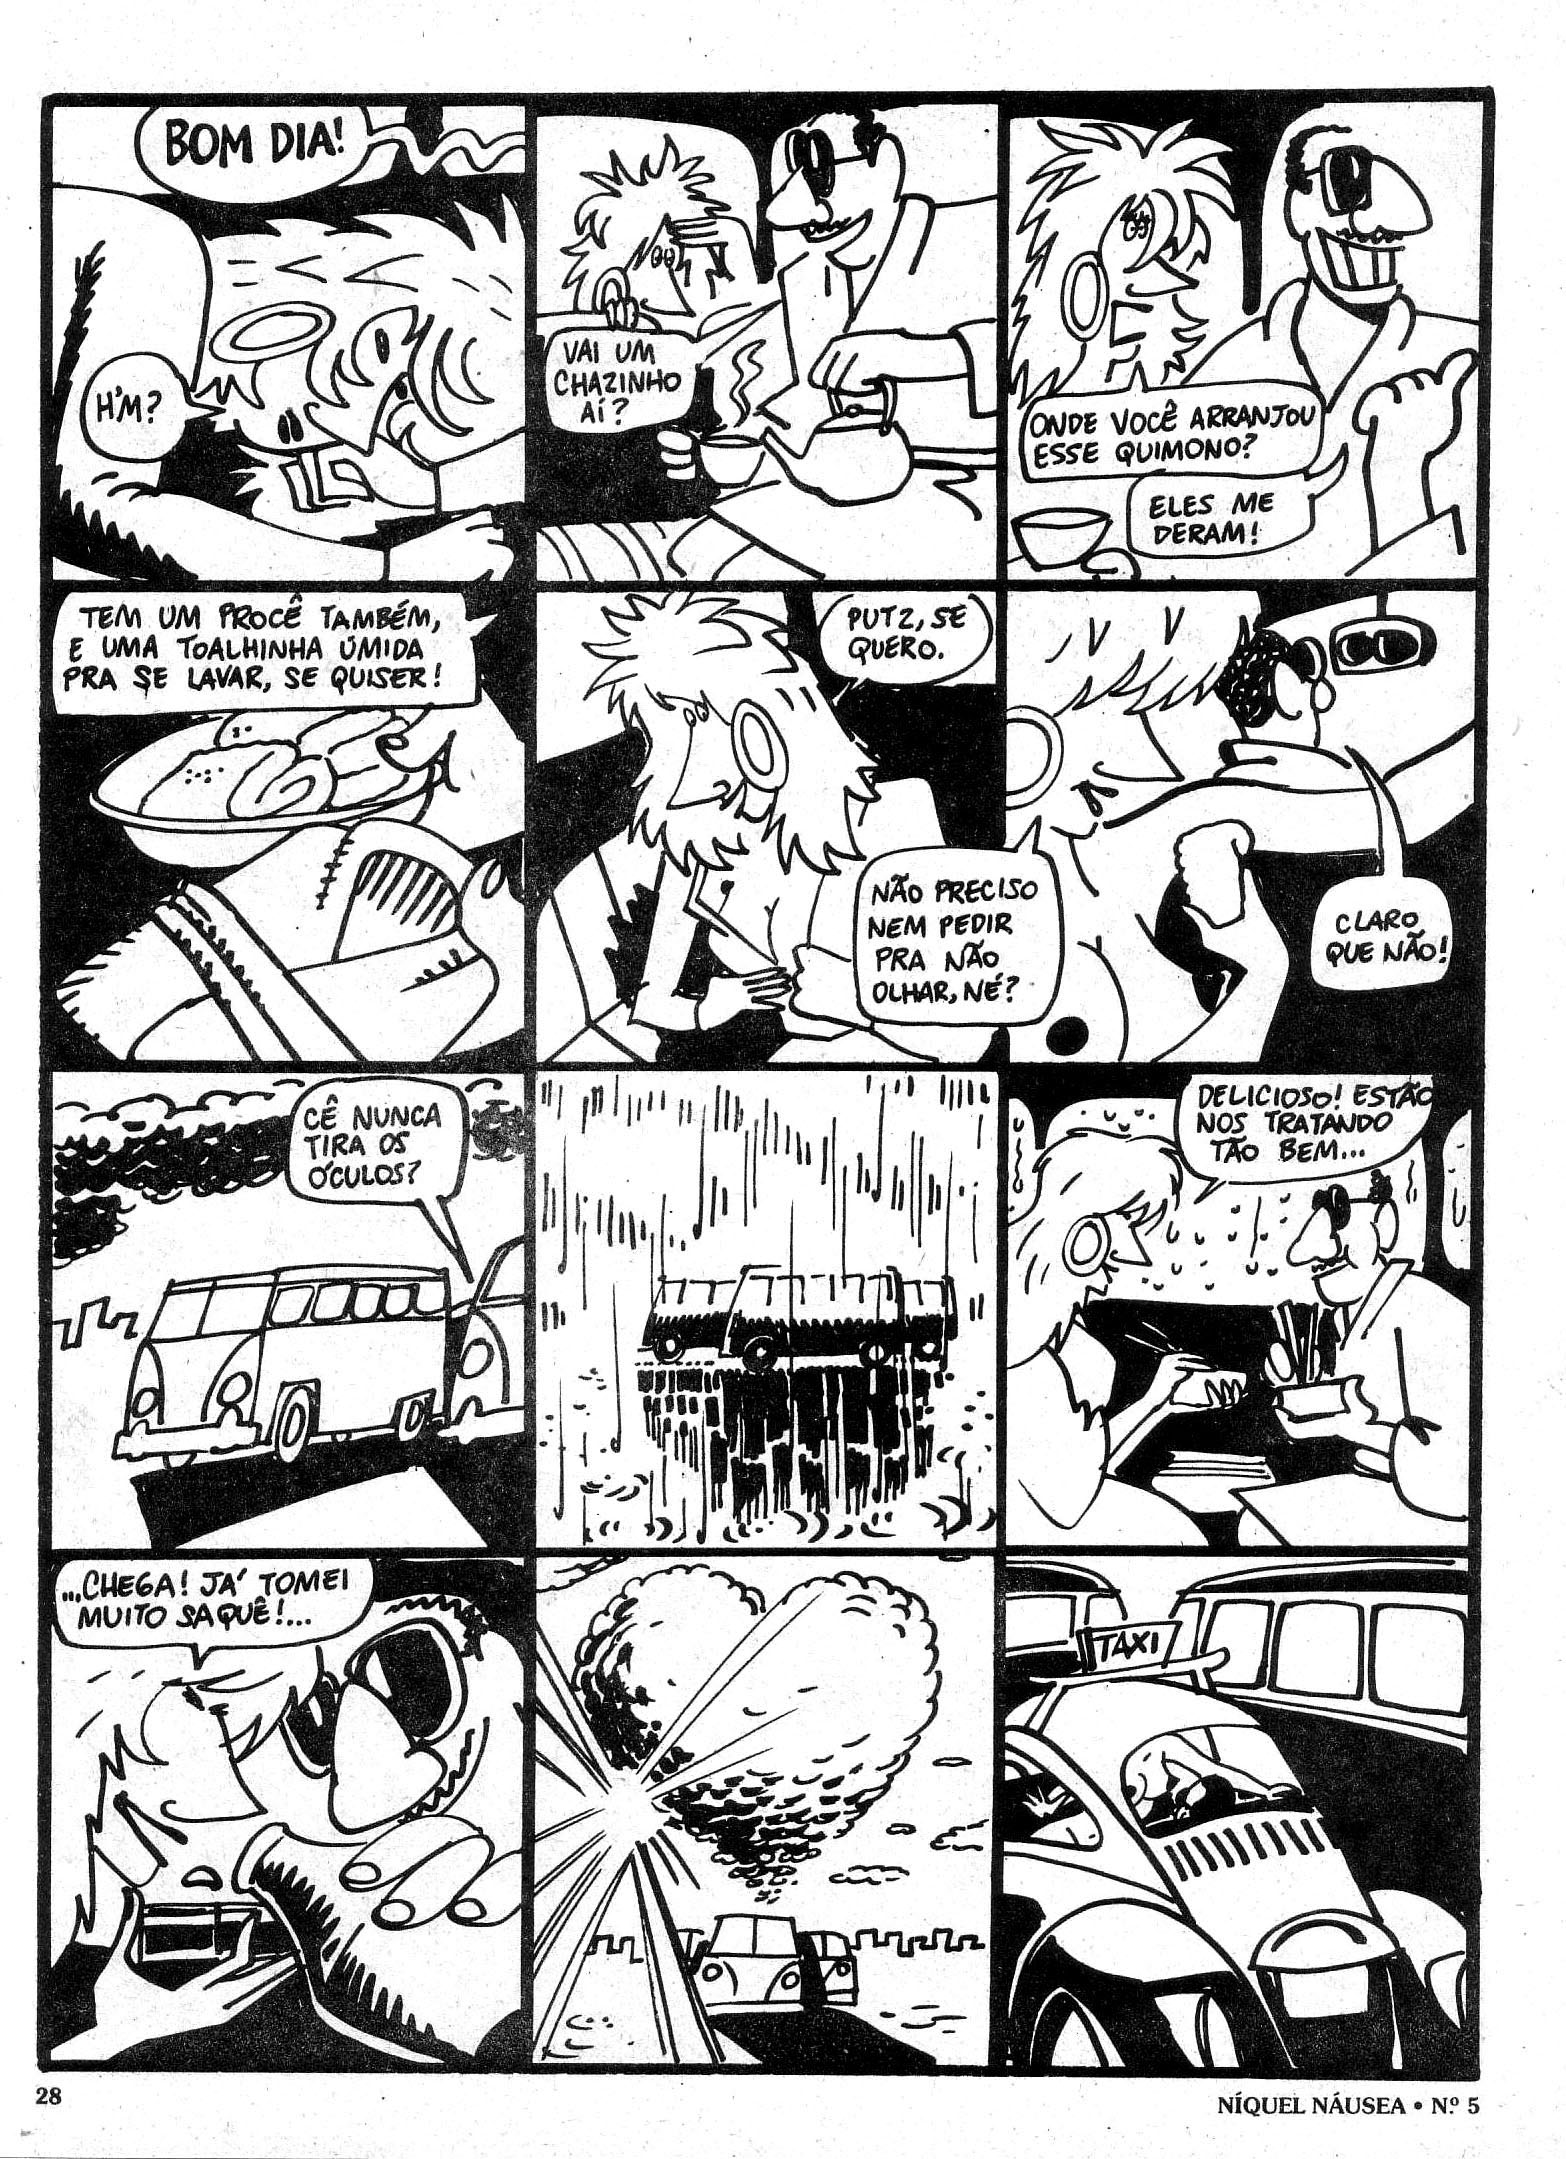 BOM DIA!
H'M?
VAI UM
CHAZINHO
AÍ?
ONDE VOCÊ ARRANJOU
ESSE QUIMONO?
ELES ME
DERAM!
TEM UM PROCÊ TAMBÉM,
E UMA TOALHINHA ÚMIDA
PRA SE LAVAR, SE QUISER!
PUTZ, SE
QUERO.
NÃO PRECISO
NEM PEDIR
PRA NÃO
OLHAR, NÉ?
CLARO
QUE NÃO!
CÊ NUNCA
TIRA OS
ÓCULOS?
DELICIOSO! ESTÃO
NOS TRATANDO
TÃO BEM...
...CHEGA! JÁ TOMEI
MUITO SAQUÊ!...
TAXI
28
NÍQUEL NÁUSEA • Nº 5